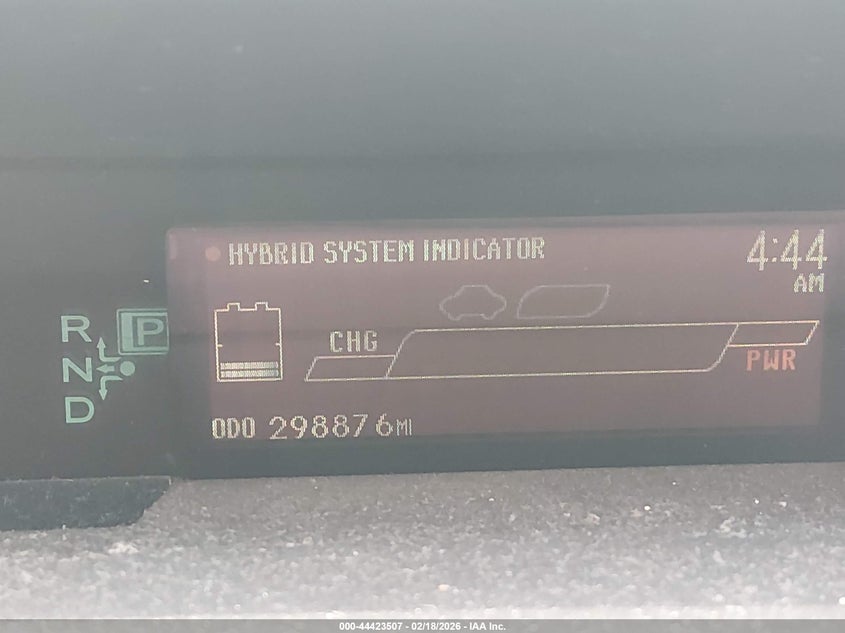 HYBRID SYSTEM INDICATOR
4:44
AM
R
P
N
D
CHG
PWR
ODO 298876MI
000-44423507 - 02/18/2026 - IAA Inc.